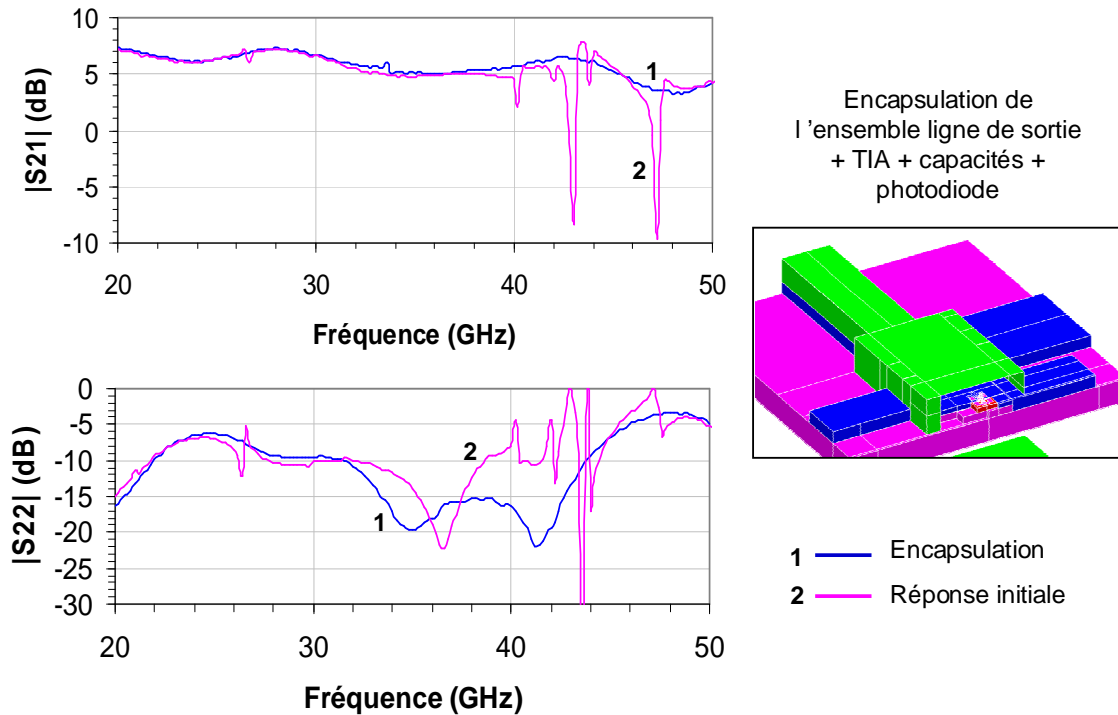 10
5
0
-5
-10
|S21| (dB)
1
2
20
30
40
50
Fréquence (GHz)
0
-5
-10
-15
-20
-25
-30
|S22| (dB)
2
1
20
30
40
50
Fréquence (GHz)
Encapsulation de
l ’ensemble ligne de sortie
+ TIA + capacités +
photodiode
1 Encapsulation
2 Réponse initiale